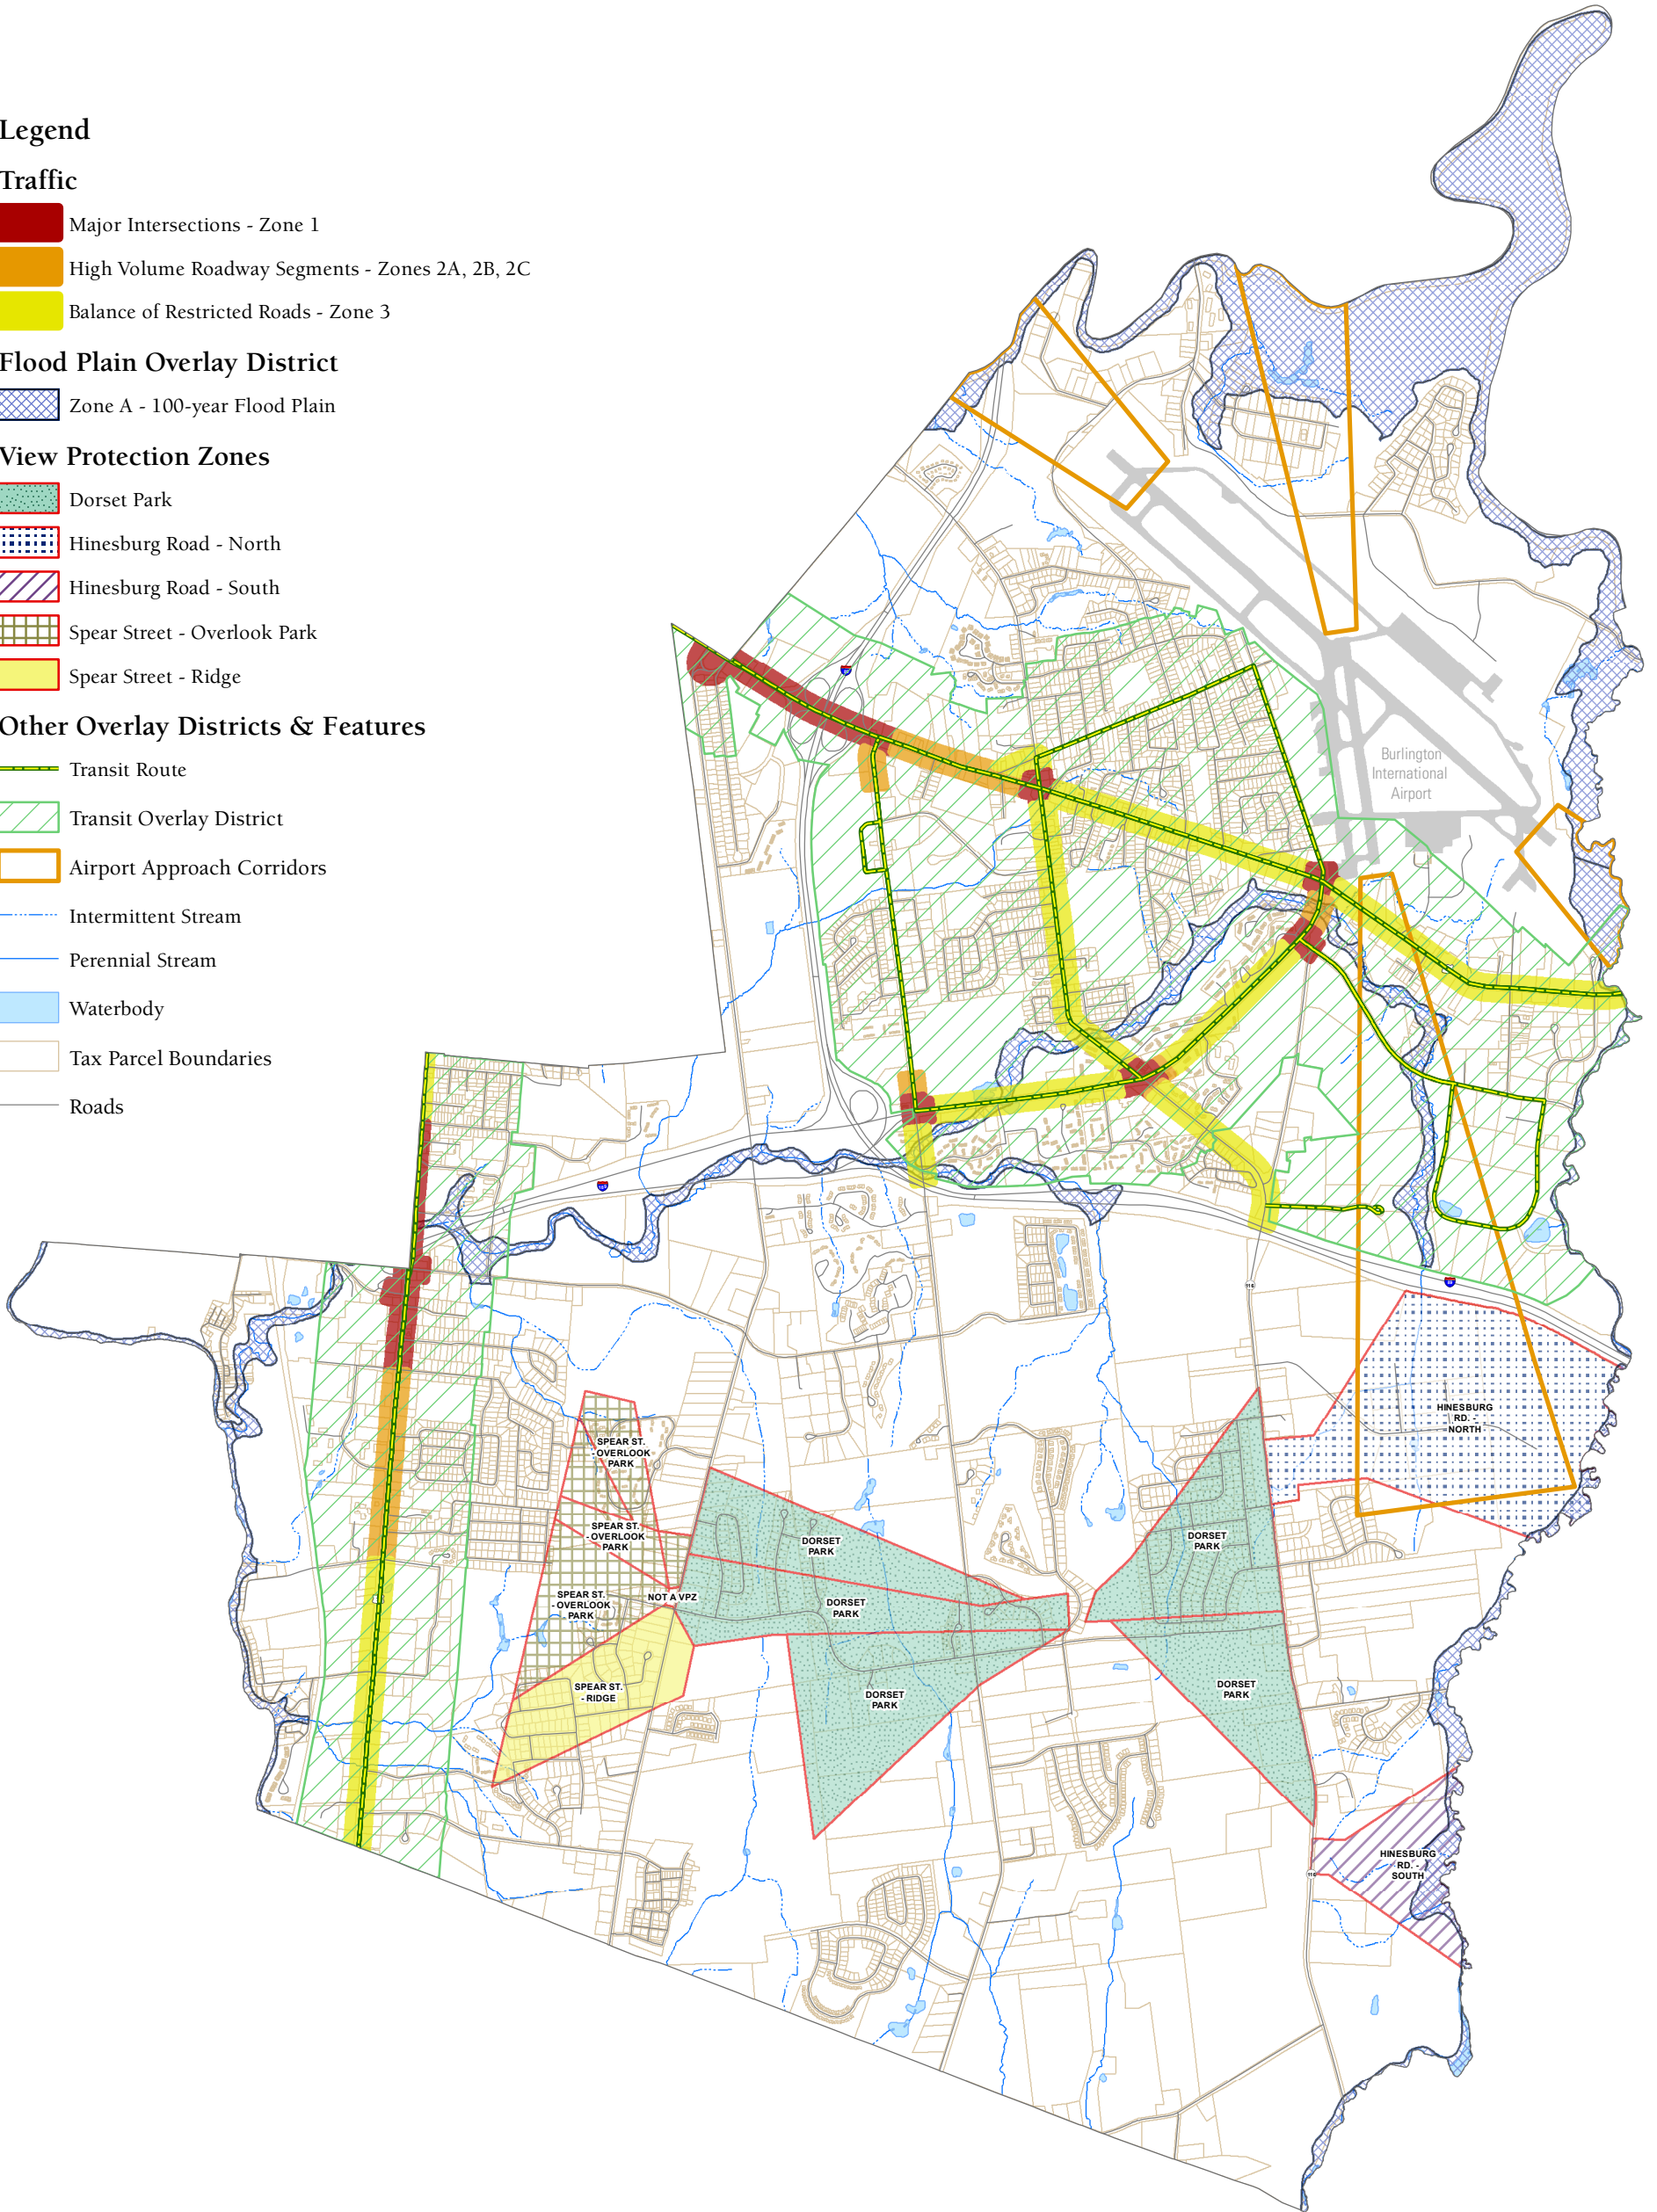 Legend
Traffic
Major Intersections - Zone 1
High Volume Roadway Segments - Zones 2A, 2B, 2C
Balance of Restricted Roads - Zone 3
Flood Plain Overlay District
Zone A - 100-year Flood Plain
View Protection Zones
Dorset Park
Hinesburg Road - North
Hinesburg Road - South
Spear Street - Overlook Park
Spear Street - Ridge
Other Overlay Districts & Features
Transit Route
Transit Overlay District
Airport Approach Corridors
Intermittent Stream
Perennial Stream
Waterbody
Tax Parcel Boundaries
Roads
Burlington
International
Airport
116
HINESBURG
RD. -
NORTH
SPEAR ST.
- OVERLOOK
PARK
SPEAR ST.
- OVERLOOK
PARK
SPEAR ST.
- OVERLOOK
PARK
NOT A VPZ
SPEAR ST.
- RIDGE
DORSET
PARK
DORSET
PARK
DORSET
PARK
DORSET
PARK
DORSET
PARK
HINESBURG
RD. -
SOUTH
116